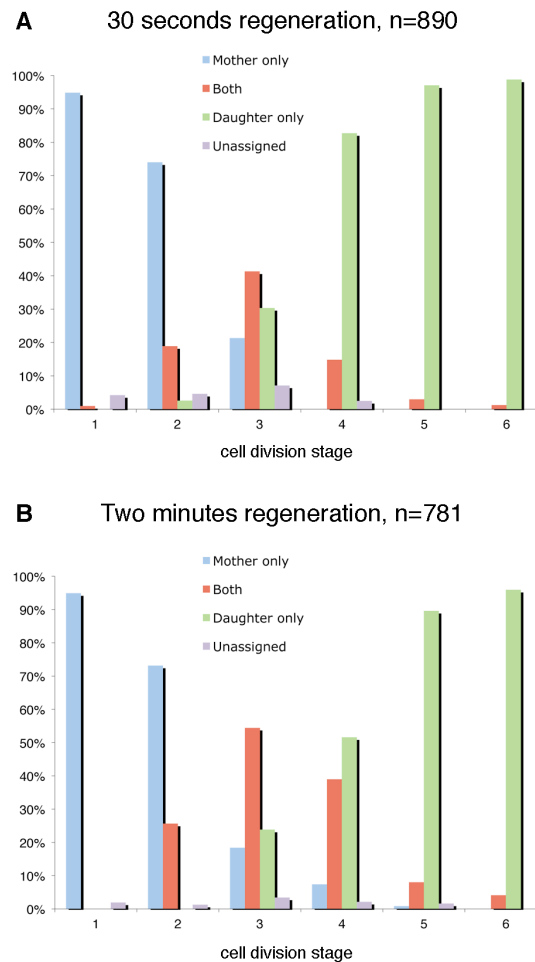 A 30 seconds regeneration, n=890
Mother only
Both
Daughter only
Unassigned
100%
90%
80%
70%
60%
50%
40%
30%
20%
10%
0%
1 2 3 4 5 6
cell division stage
B Two minutes regeneration, n=781
Mother only
Both
Daughter only
Unassigned
100%
90%
80%
70%
60%
50%
40%
30%
20%
10%
0%
1 2 3 4 5 6
cell division stage